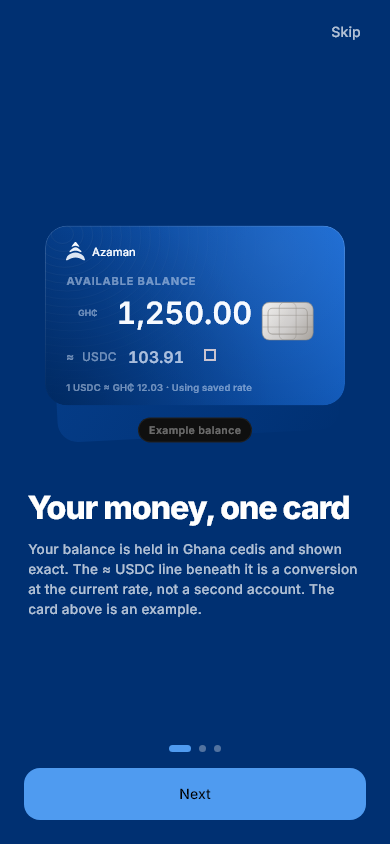 Skip
Azaman
AVAILABLE BALANCE
GH₵ 1,250.00
≈ USDC 103.91
1 USDC ≈ GH₵ 12.03 · Using saved rate
Example balance
Your money, one card
Your balance is held in Ghana cedis and shown
exact. The ≈ USDC line beneath it is a conversion
at the current rate, not a second account. The
card above is an example.
Next